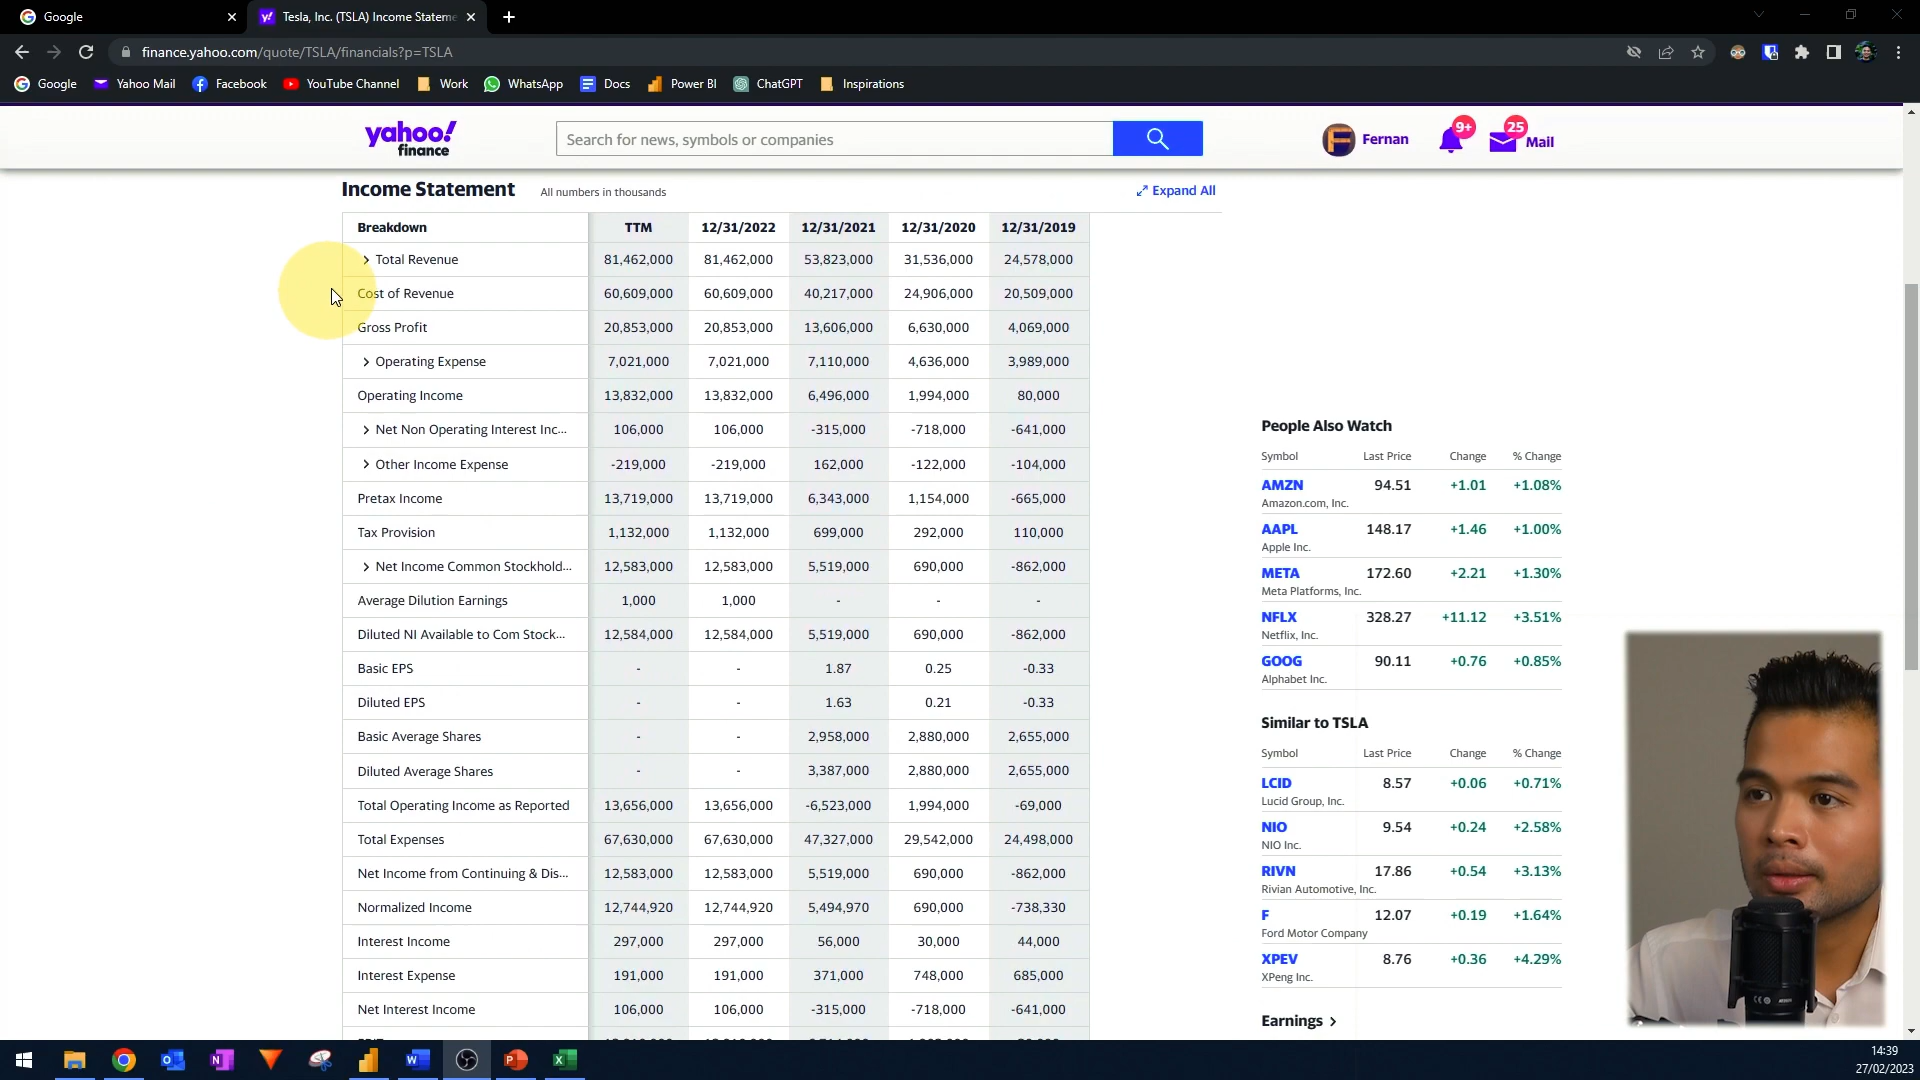 Google
Tesla, Inc. (TSLA) Income Stateme
finance.yahoo.com/quote/TSLA/financials?p=TSLA
Google Yahoo Mail Facebook YouTube Channel Work WhatsApp Docs Power BI ChatGPT Inspirations
yahoo!
finance
Search for news, symbols or companies
Fernan
9+
25
Mail
Income Statement All numbers in thousands
Expand All
Breakdown TTM 12/31/2022 12/31/2021 12/31/2020 12/31/2019
Total Revenue 81,462,000 81,462,000 53,823,000 31,536,000 24,578,000
Cost of Revenue 60,609,000 60,609,000 40,217,000 24,906,000 20,509,000
Gross Profit 20,853,000 20,853,000 13,606,000 6,630,000 4,069,000
Operating Expense 7,021,000 7,021,000 7,110,000 4,636,000 3,989,000
Operating Income 13,832,000 13,832,000 6,496,000 1,994,000 80,000
Net Non Operating Interest Inc... 106,000 106,000 -315,000 -718,000 -641,000
Other Income Expense -219,000 -219,000 162,000 -122,000 -104,000
Pretax Income 13,719,000 13,719,000 6,343,000 1,154,000 -665,000
Tax Provision 1,132,000 1,132,000 699,000 292,000 110,000
Net Income Common Stockhold... 12,583,000 12,583,000 5,519,000 690,000 -862,000
Average Dilution Earnings 1,000 1,000 - - -
Diluted NI Available to Com Stock... 12,584,000 12,584,000 5,519,000 690,000 -862,000
Basic EPS - - 1.87 0.25 -0.33
Diluted EPS - - 1.63 0.21 -0.33
Basic Average Shares - - 2,958,000 2,880,000 2,655,000
Diluted Average Shares - - 3,387,000 2,880,000 2,655,000
Total Operating Income as Reported 13,656,000 13,656,000 -6,523,000 1,994,000 -69,000
Total Expenses 67,630,000 67,630,000 47,327,000 29,542,000 24,498,000
Net Income from Continuing & Dis... 12,583,000 12,583,000 5,519,000 690,000 -862,000
Normalized Income 12,744,920 12,744,920 5,494,970 690,000 -738,330
Interest Income 297,000 297,000 56,000 30,000 44,000
Interest Expense 191,000 191,000 371,000 748,000 685,000
Net Interest Income 106,000 106,000 -315,000 -718,000 -641,000
People Also Watch
Symbol Last Price Change % Change
AMZN 94.51 +1.01 +1.08%
Amazon.com, Inc.
AAPL 148.17 +1.46 +1.00%
Apple Inc.
META 172.60 +2.21 +1.30%
Meta Platforms, Inc.
NFLX 328.27 +11.12 +3.51%
Netflix, Inc.
GOOG 90.11 +0.76 +0.85%
Alphabet Inc.
Similar to TSLA
Symbol Last Price Change % Change
LCID 8.57 +0.06 +0.71%
Lucid Group, Inc.
NIO 9.54 +0.24 +2.58%
NIO Inc.
RIVN 17.86 +0.54 +3.13%
Rivian Automotive, Inc.
F 12.07 +0.19 +1.64%
Ford Motor Company
XPEV 8.76 +0.36 +4.29%
XPeng Inc.
Earnings
14:39
27/02/2023